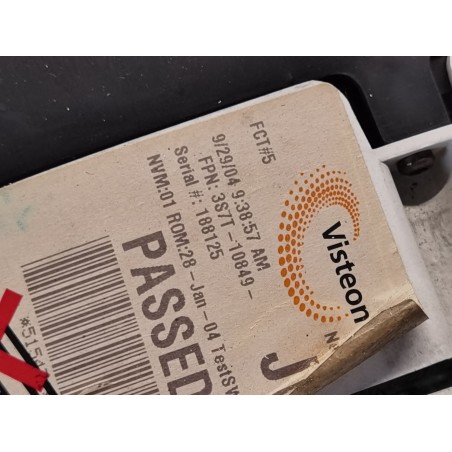 FCT#5
9/29/04 9:38:57 AM
FPN: 3S7T-10849-
Serial #: 188125
NVM:01 ROM:28-Jan-04 TestSW
PASSED
Visteon